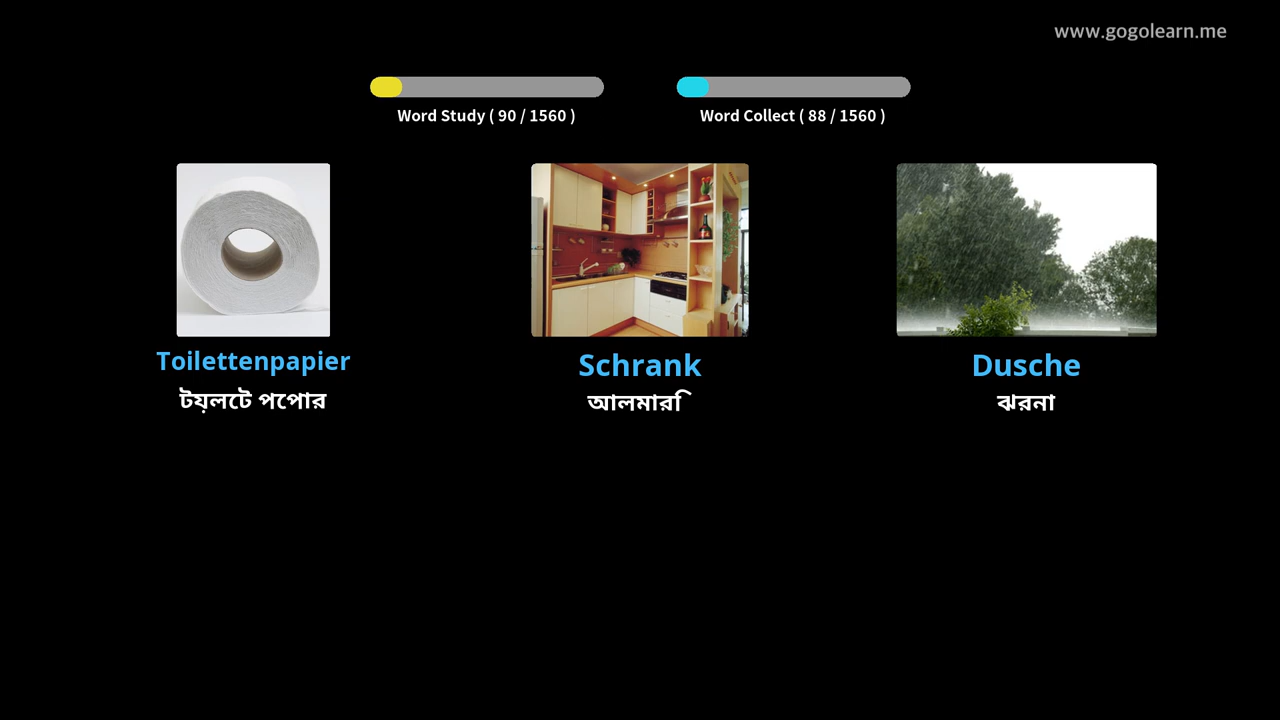 www.gogolearn.me
Word Study ( 90 / 1560 )
Word Collect ( 88 / 1560 )
Toilettenpapier
টয়লেট পেপার
Schrank
আলমারি
Dusche
ঝরনা